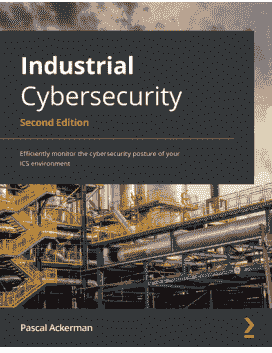 Industrial
Cybersecurity
Second Edition
Efficiently monitor the cybersecurity posture of your
ICS environment
Pascal Ackerman